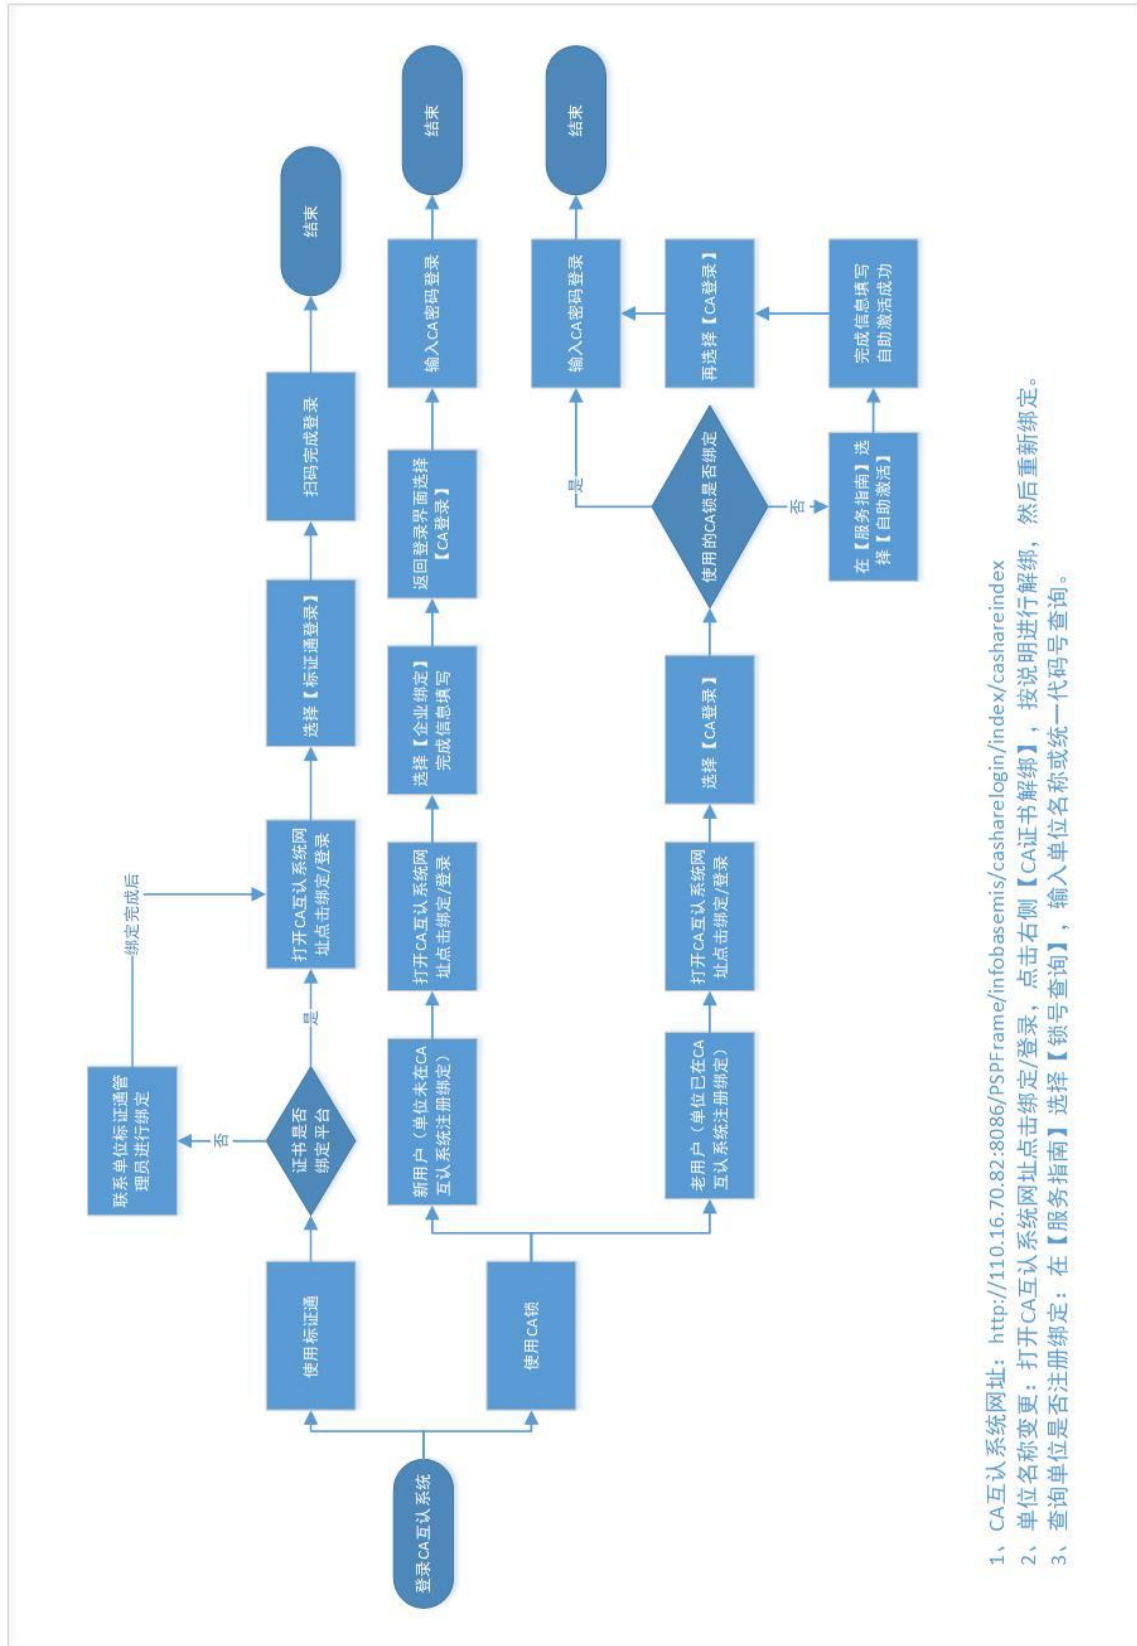 登录CA互认系统
使用标证通
证书是否
绑定平台
否
联系单位标证通管
理员进行绑定
绑定完成后
是
打开CA互认系统网
址点击绑定/登录
选择【标证通登录】
扫码完成登录
结束
使用CA锁
新用户（单位未在CA
互认系统注册绑定）
打开CA互认系统网
址点击绑定/登录
选择【企业绑定】
完成信息填写
返回登录界面选择
【CA登录】
输入CA密码登录
结束
老用户（单位已在CA
互认系统注册绑定）
打开CA互认系统网
址点击绑定/登录
选择【CA登录】
使用的CA锁是否绑定
是
输入CA密码登录
结束
否
在【服务指南】选
择【自助激活】
完成信息填写
自助激活成功
再选择【CA登录】
1、CA互认系统网址：http://110.16.70.82:8086/PSPFrame/infobasemis/casharelogin/index/cashareindex
2、单位名称变更：打开CA互认系统网址点击绑定/登录，点击右侧【CA证书解绑】，按说明进行解绑，然后重新绑定。
3、查询单位是否注册绑定：在【服务指南】选择【锁号查询】，输入单位名称或统一代码号查询。